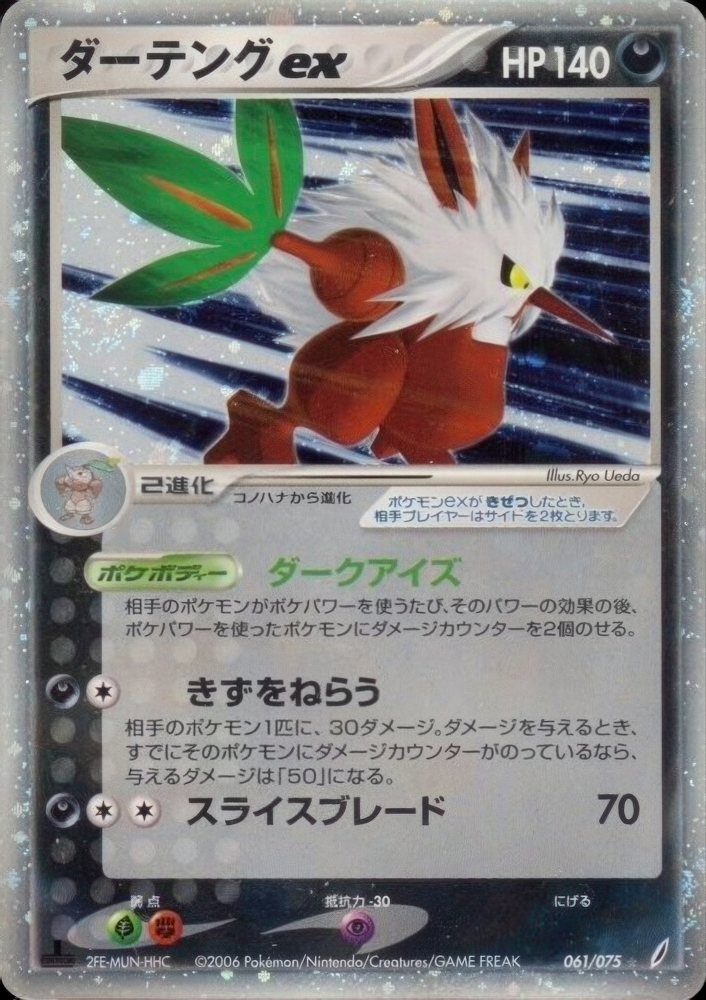 ダーテングex HP140
Illus.Ryo Ueda
2進化 コノハナから進化
ポケモンexがきぜつしたとき、
相手プレイヤーはサイドを2枚とります。
ポケボディー ダークアイズ
相手のポケモンがポケパワーを使うたび、そのパワーの効果の後、
ポケパワーを使ったポケモンにダメージカウンターを2個のせる。
きずをねらう
相手のポケモン1匹に、30ダメージ。ダメージを与えるとき、
すでにそのポケモンにダメージカウンターがのっているなら、
与えるダメージは「50」になる。
スライスブレード 70
弱点 抵抗力-30 にげる
2FE-MUN-HHC ©2006 Pokémon/Nintendo/Creatures/GAME FREAK 061/075